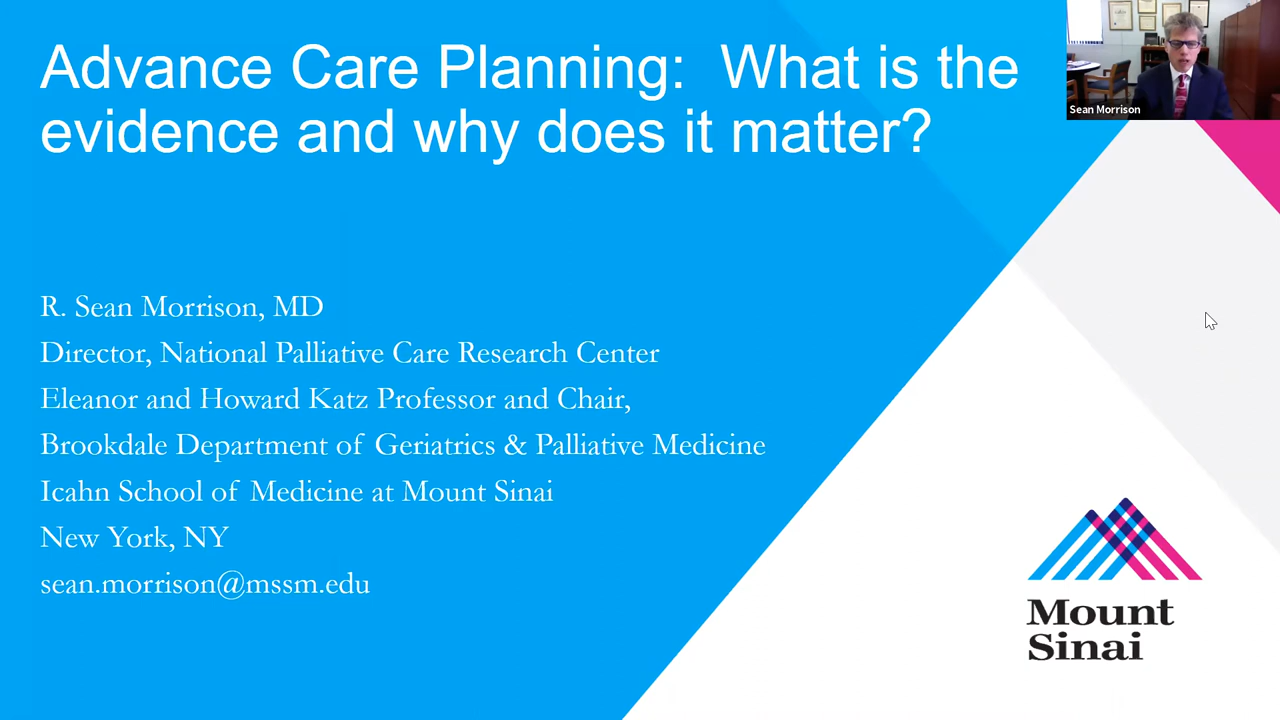 Advance Care Planning: What is the
evidence and why does it matter?
Sean Morrison
R. Sean Morrison, MD
Director, National Palliative Care Research Center
Eleanor and Howard Katz Professor and Chair,
Brookdale Department of Geriatrics & Palliative Medicine
Icahn School of Medicine at Mount Sinai
New York, NY
sean.morrison@mssm.edu
Mount
Sinai